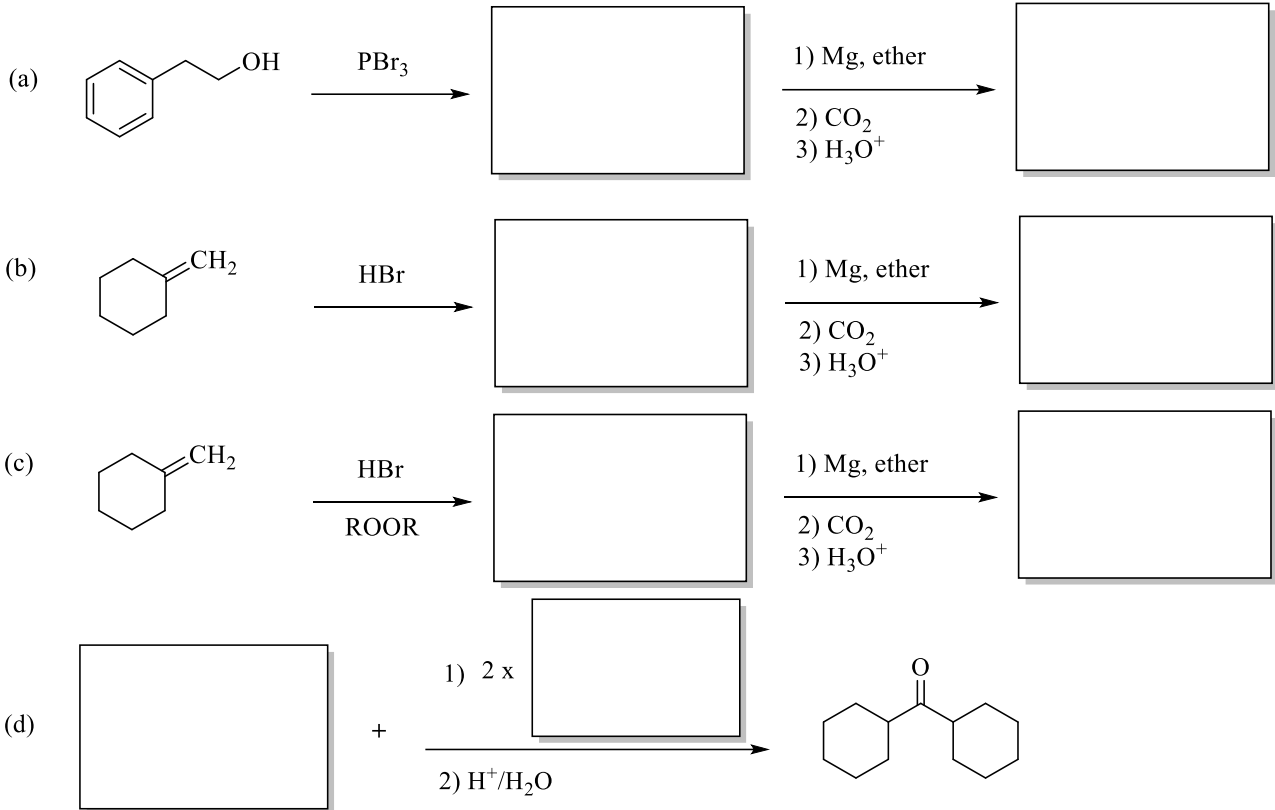 (a)
OH
PBr₃
1) Mg, ether
2) CO₂
3) H₃O⁺
(b)
CH₂
HBr
1) Mg, ether
2) CO₂
3) H₃O⁺
(c)
CH₂
HBr
ROOR
1) Mg, ether
2) CO₂
3) H₃O⁺
(d)
+
1) 2 x
2) H⁺/H₂O
O